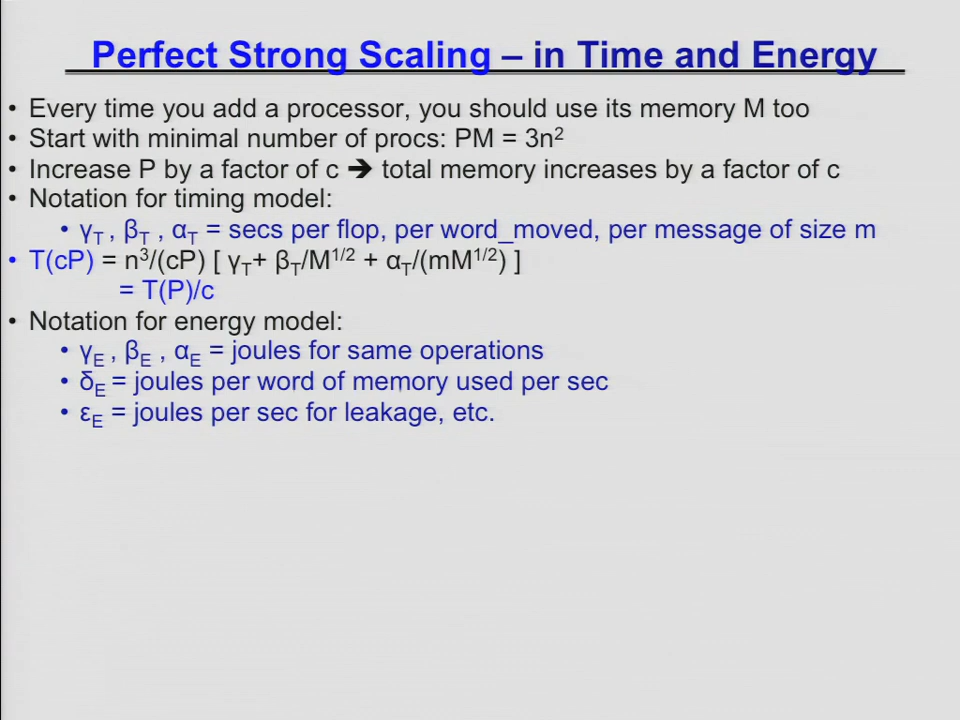 Perfect Strong Scaling – in Time and Energy
• Every time you add a processor, you should use its memory M too
• Start with minimal number of procs: PM = 3n²
• Increase P by a factor of c ➔ total memory increases by a factor of c
• Notation for timing model:
• γT , βT , αT = secs per flop, per word_moved, per message of size m
• T(cP) = n³/(cP) [ γT+ βT/M^1/2 + αT/(mM^1/2) ]
= T(P)/c
• Notation for energy model:
• γE , βE , αE = joules for same operations
• δE = joules per word of memory used per sec
• εE = joules per sec for leakage, etc.